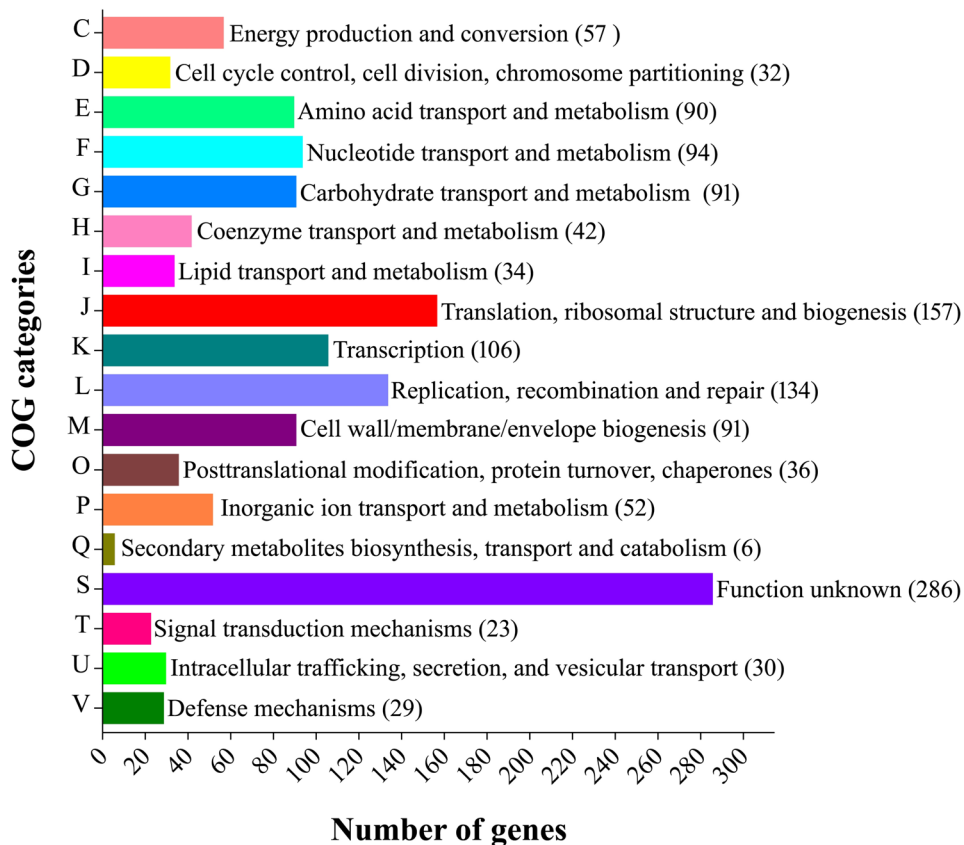 C Energy production and conversion (57 )
D Cell cycle control, cell division, chromosome partitioning (32)
E Amino acid transport and metabolism (90)
F Nucleotide transport and metabolism (94)
G Carbohydrate transport and metabolism  (91)
H Coenzyme transport and metabolism (42)
I Lipid transport and metabolism (34)
J Translation, ribosomal structure and biogenesis (157)
K Transcription (106)
L Replication, recombination and repair (134)
M Cell wall/membrane/envelope biogenesis (91)
O Posttranslational modification, protein turnover, chaperones (36)
P Inorganic ion transport and metabolism (52)
Q Secondary metabolites biosynthesis, transport and catabolism (6)
S Function unknown (286)
T Signal transduction mechanisms (23)
U Intracellular trafficking, secretion, and vesicular transport (30)
V Defense mechanisms (29)
COG categories
0 20 40 60 80 100 120 140 160 180 200 220 240 260 280 300
Number of genes